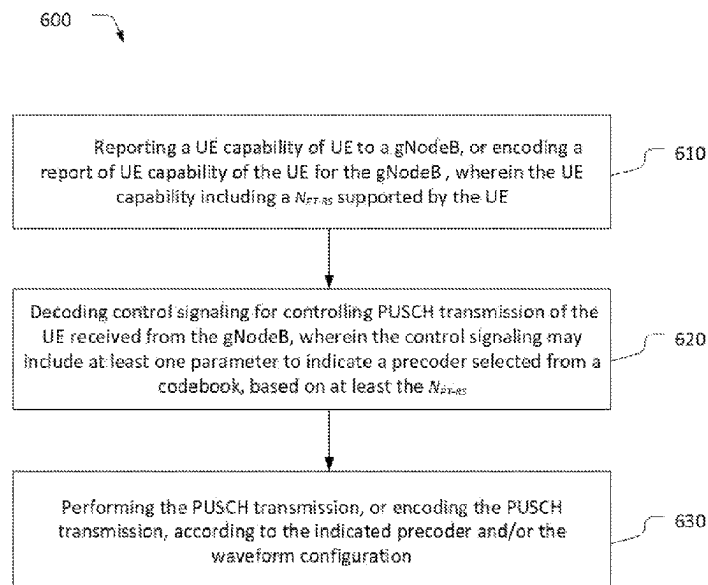 600
Reporting a UE capability of UE to a gNodeB, or encoding a
report of UE capability of the UE for the gNodeB , wherein the UE
capability including a N_PT-RS supported by the UE
610
Decoding control signaling for controlling PUSCH transmission of the
UE received from the gNodeB, wherein the control signaling may
include at least one parameter to indicate a precoder selected from a
codebook, based on at least the N_PT-RS
620
Performing the PUSCH transmission, or encoding the PUSCH
transmission, according to the indicated precoder and/or the
waveform configuration
630